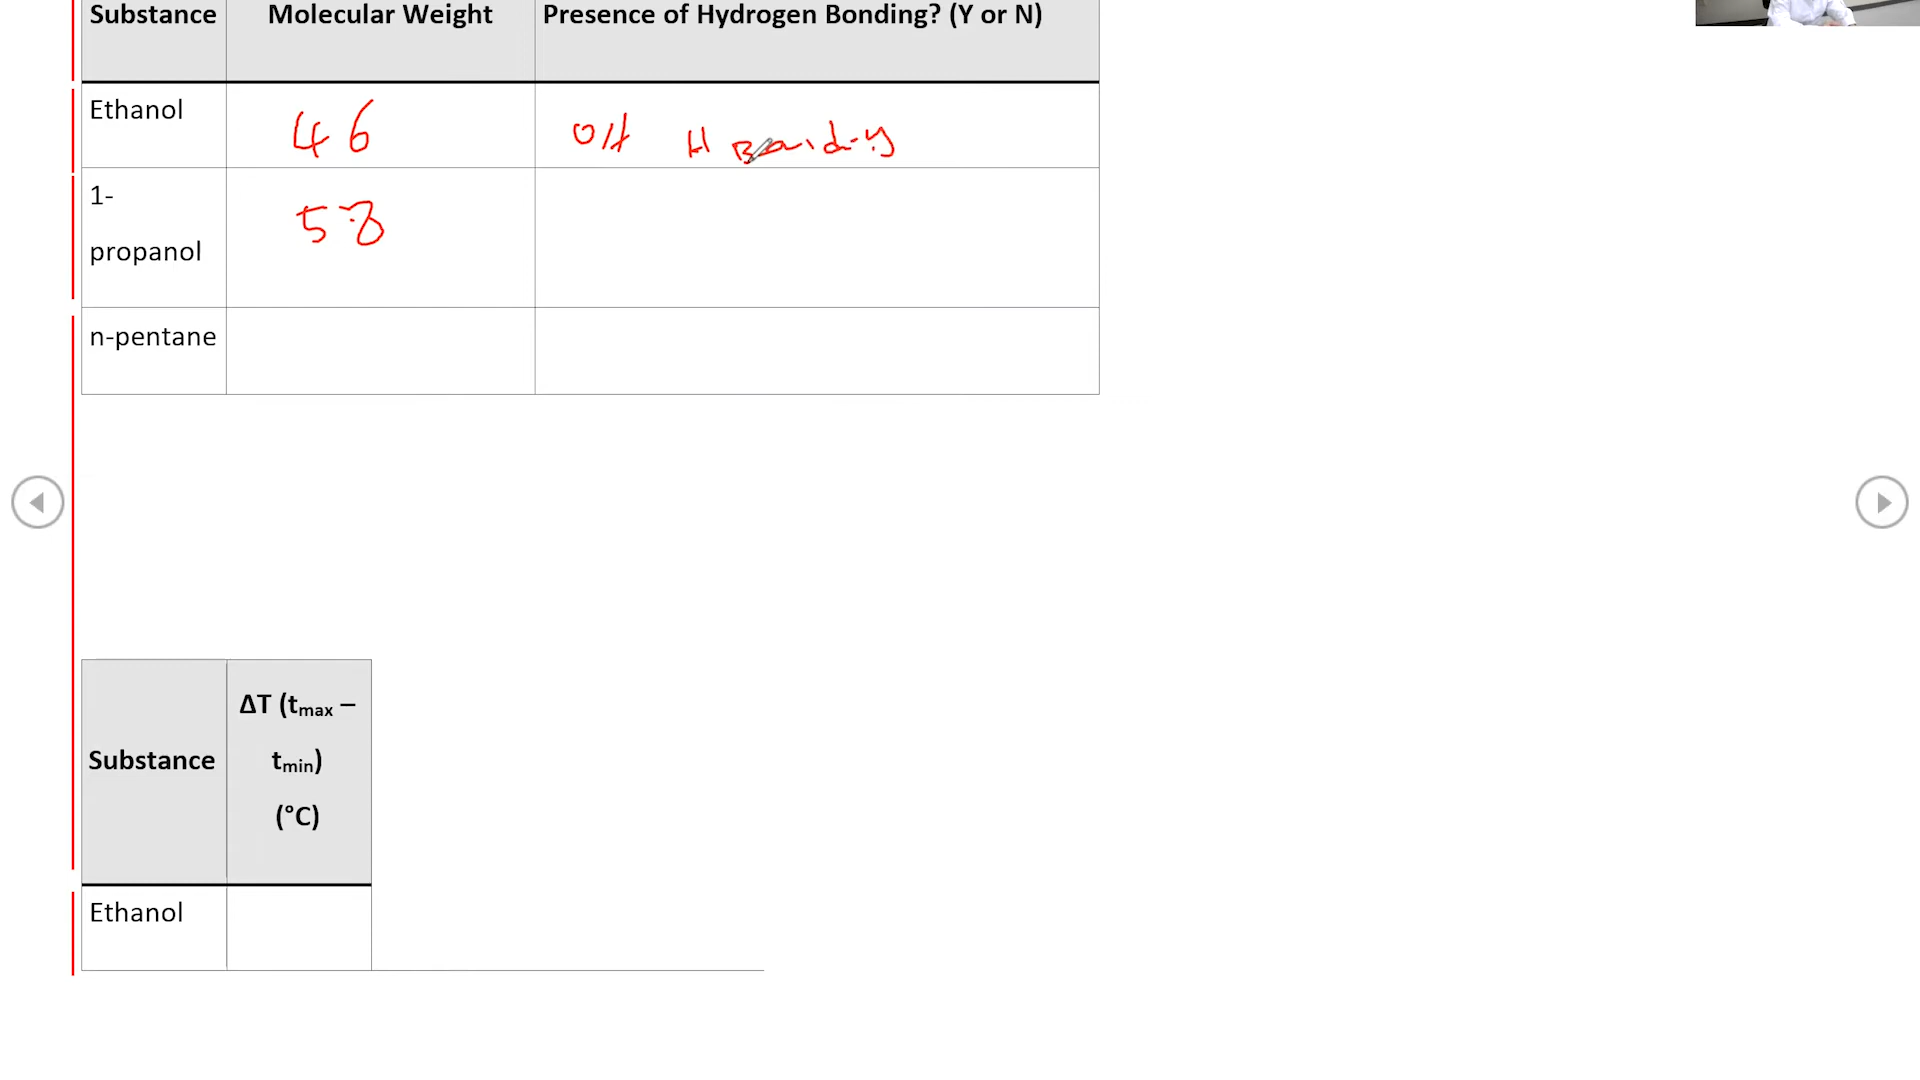 Substance Molecular Weight Presence of Hydrogen Bonding? (Y or N)
Ethanol 46 OH H Bonding
1-
propanol
58
n-pentane
Substance
ΔT (tmax –
tmin)
(°C)
Ethanol